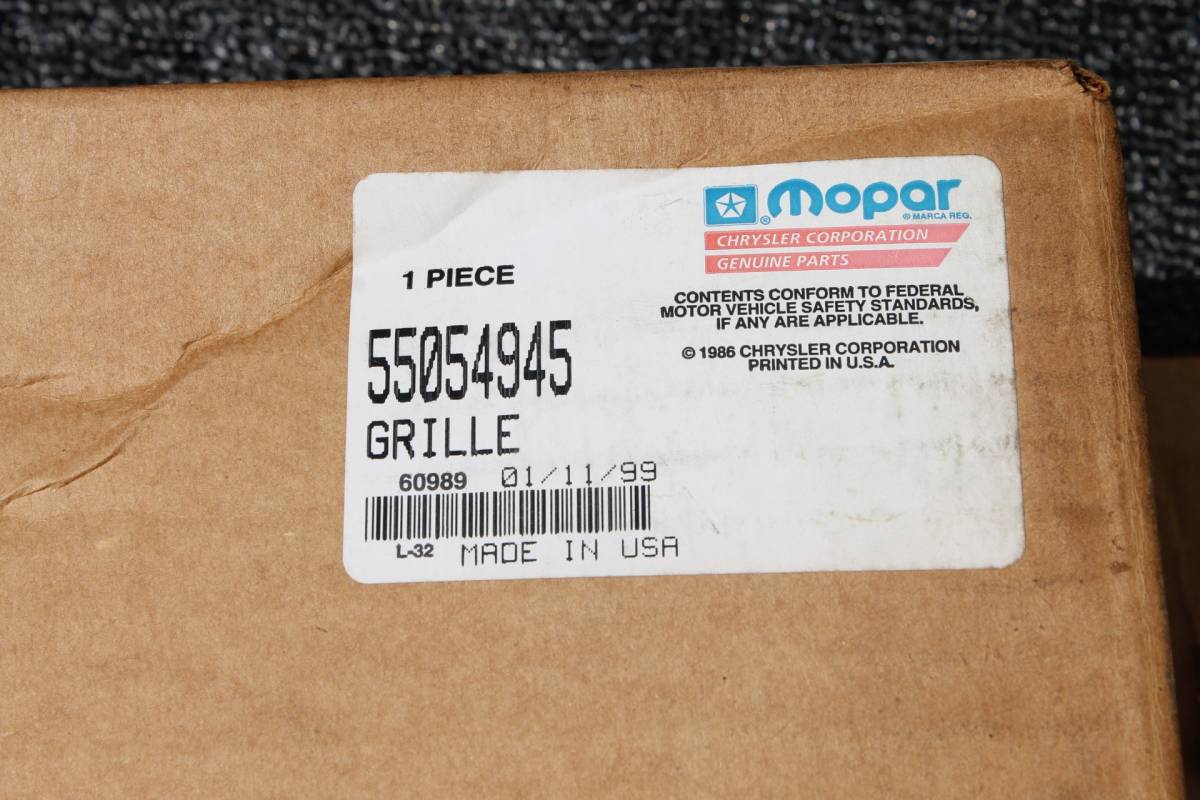 ® Mopar
® MARCA REG.
CHRYSLER CORPORATION
GENUINE PARTS
1 PIECE
CONTENTS CONFORM TO FEDERAL
MOTOR VEHICLE SAFETY STANDARDS,
IF ANY ARE APPLICABLE.
© 1986 CHRYSLER CORPORATION
PRINTED IN U.S.A.
55054945
GRILLE
60989 01/11/99
L-32 MADE IN USA